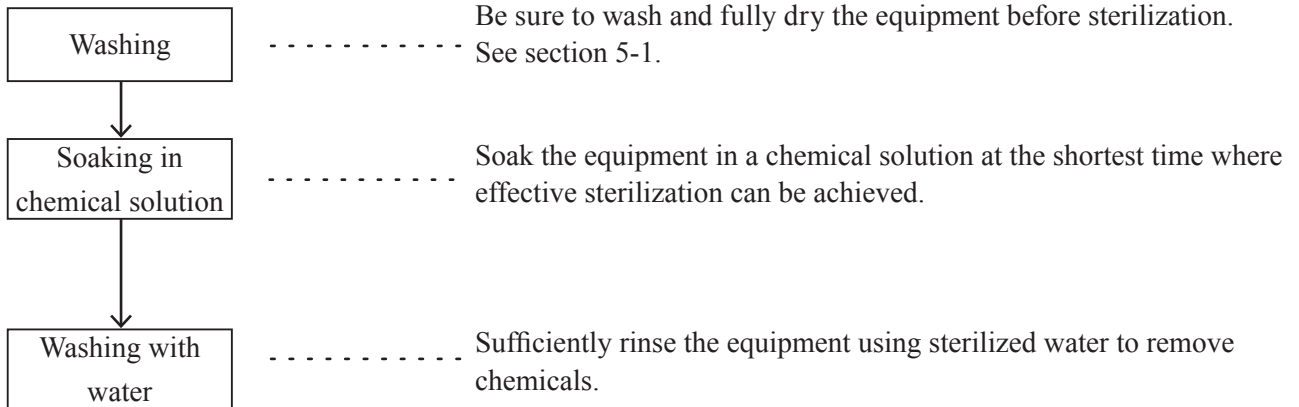 Washing
Be sure to wash and fully dry the equipment before sterilization.
See section 5-1.
Soaking in
chemical solution
Soak the equipment in a chemical solution at the shortest time where
effective sterilization can be achieved.
Washing with
water
Sufficiently rinse the equipment using sterilized water to remove
chemicals.